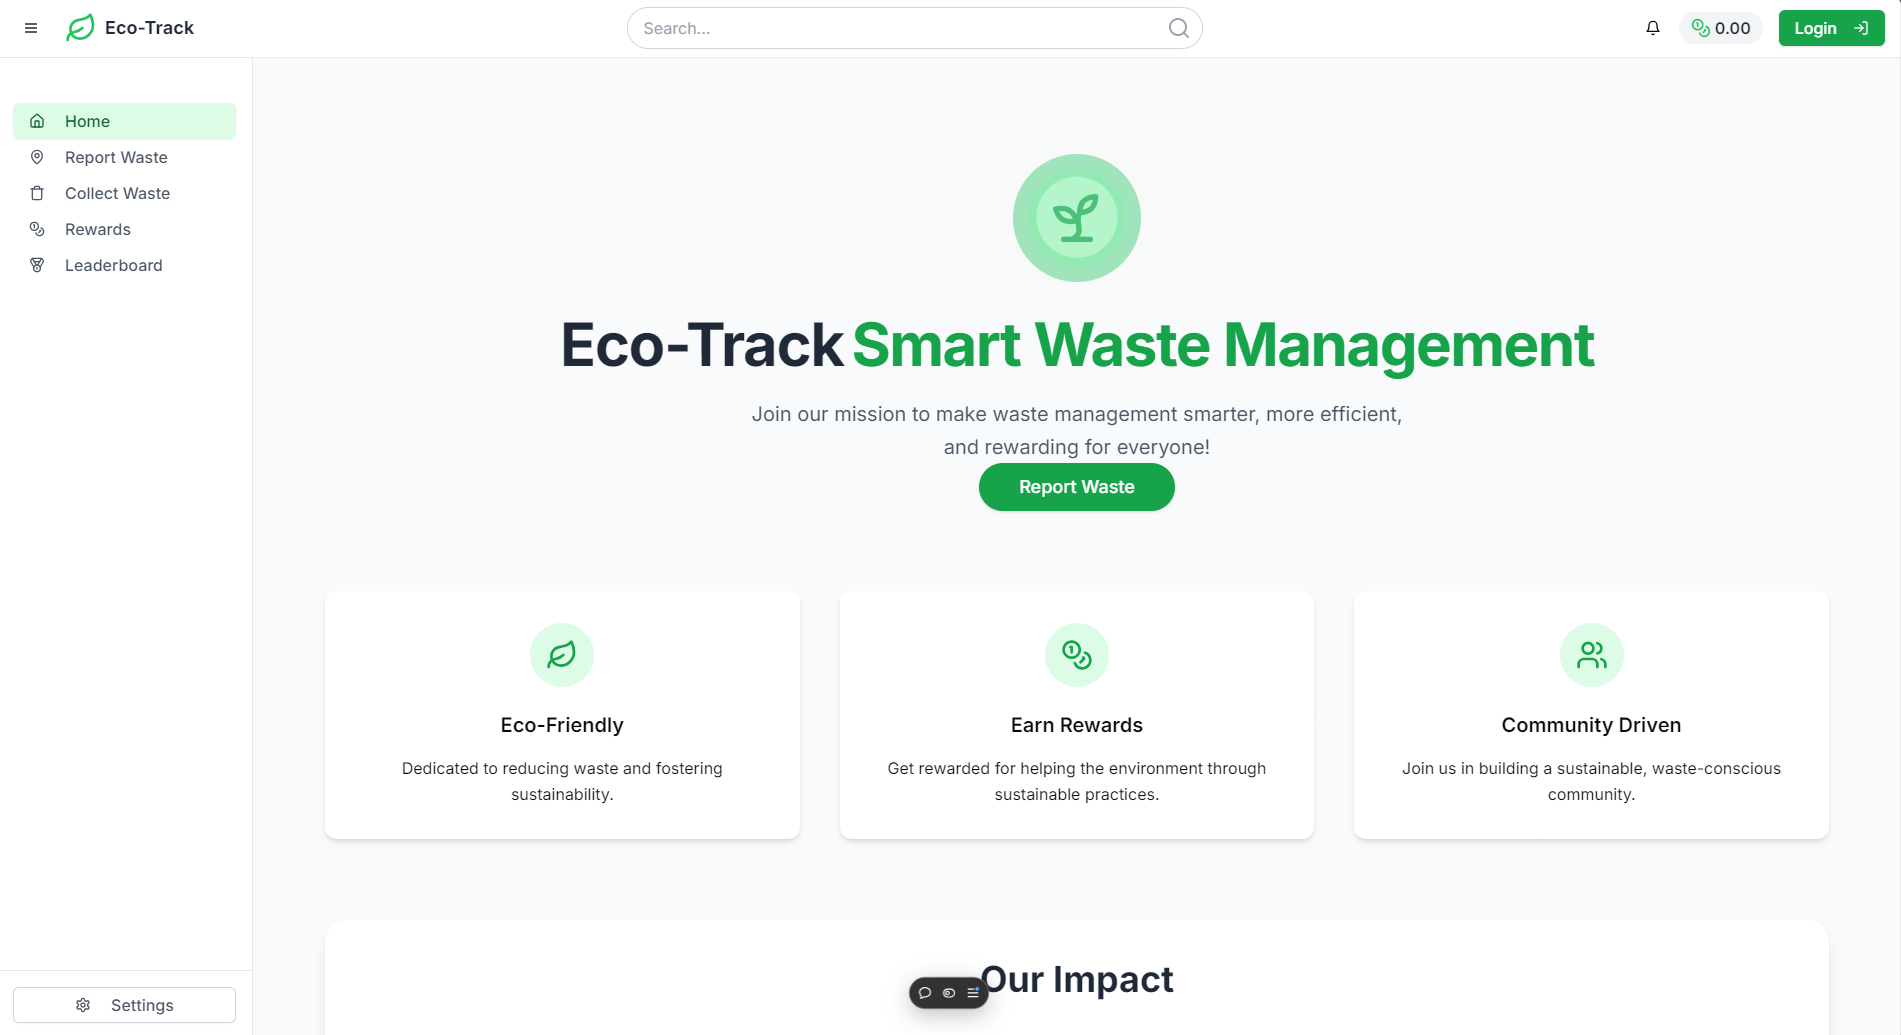 Eco-Track
Search...
0.00
Login
Home
Report Waste
Collect Waste
Rewards
Leaderboard
Settings
Eco-Track Smart Waste Management
Join our mission to make waste management smarter, more efficient,
and rewarding for everyone!
Report Waste
Eco-Friendly
Dedicated to reducing waste and fostering
sustainability.
Earn Rewards
Get rewarded for helping the environment through
sustainable practices.
Community Driven
Join us in building a sustainable, waste-conscious
community.
Our Impact